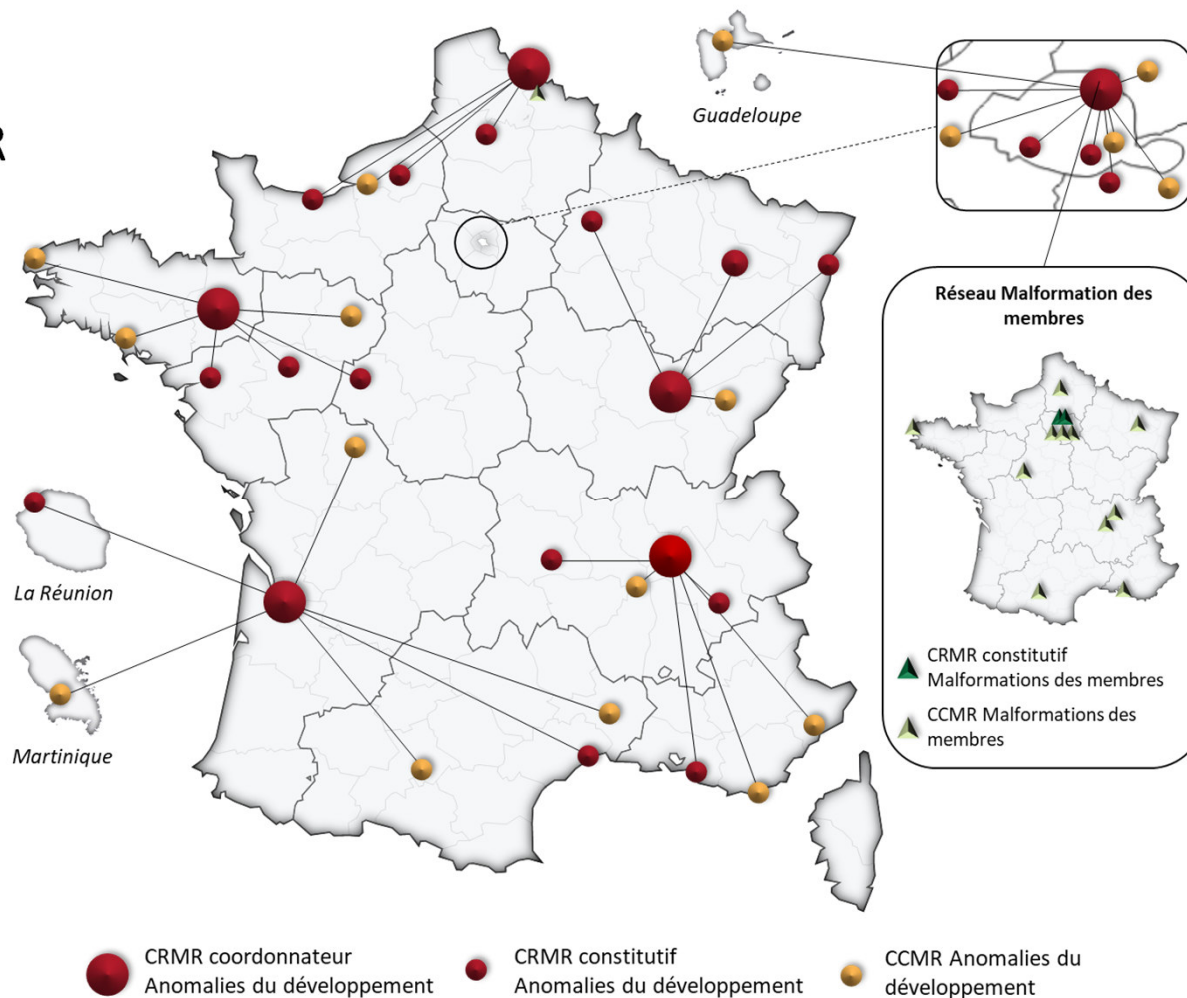 R
Guadeloupe
Réseau Malformation des
membres
La Réunion
Martinique
CRMR constitutif
Malformations des membres
CCMR Malformations des
membres
CRMR coordonnateur
Anomalies du développement
CRMR constitutif
Anomalies du développement
CCMR Anomalies du
développement